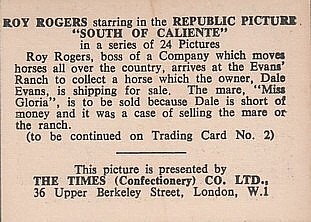 ROY ROGERS starring in the REPUBLIC PICTURE
"SOUTH OF CALIENTE"
in a series of 24 Pictures
Roy Rogers, boss of a Company which moves
horses all over the country, arrives at the Evans'
Ranch to collect a horse which the owner, Dale
Evans, is shipping for sale. The mare, "Miss
Gloria", is to be sold because Dale is short of
money and it was a case of selling the mare or
the ranch.
(to be continued on Trading Card No. 2)
This picture is presented by
THE TIMES (Confectionery) CO. LTD.,
36 Upper Berkeley Street, London, W.1